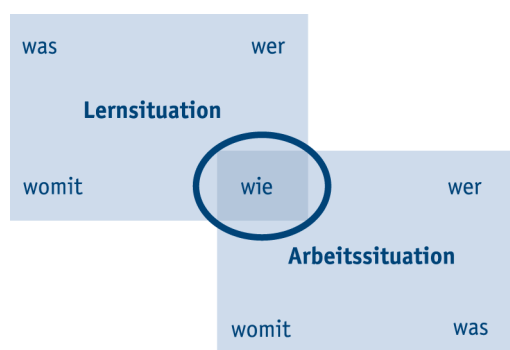 was wer
Lernsituation
womit wie wer
Arbeitssituation
womit was